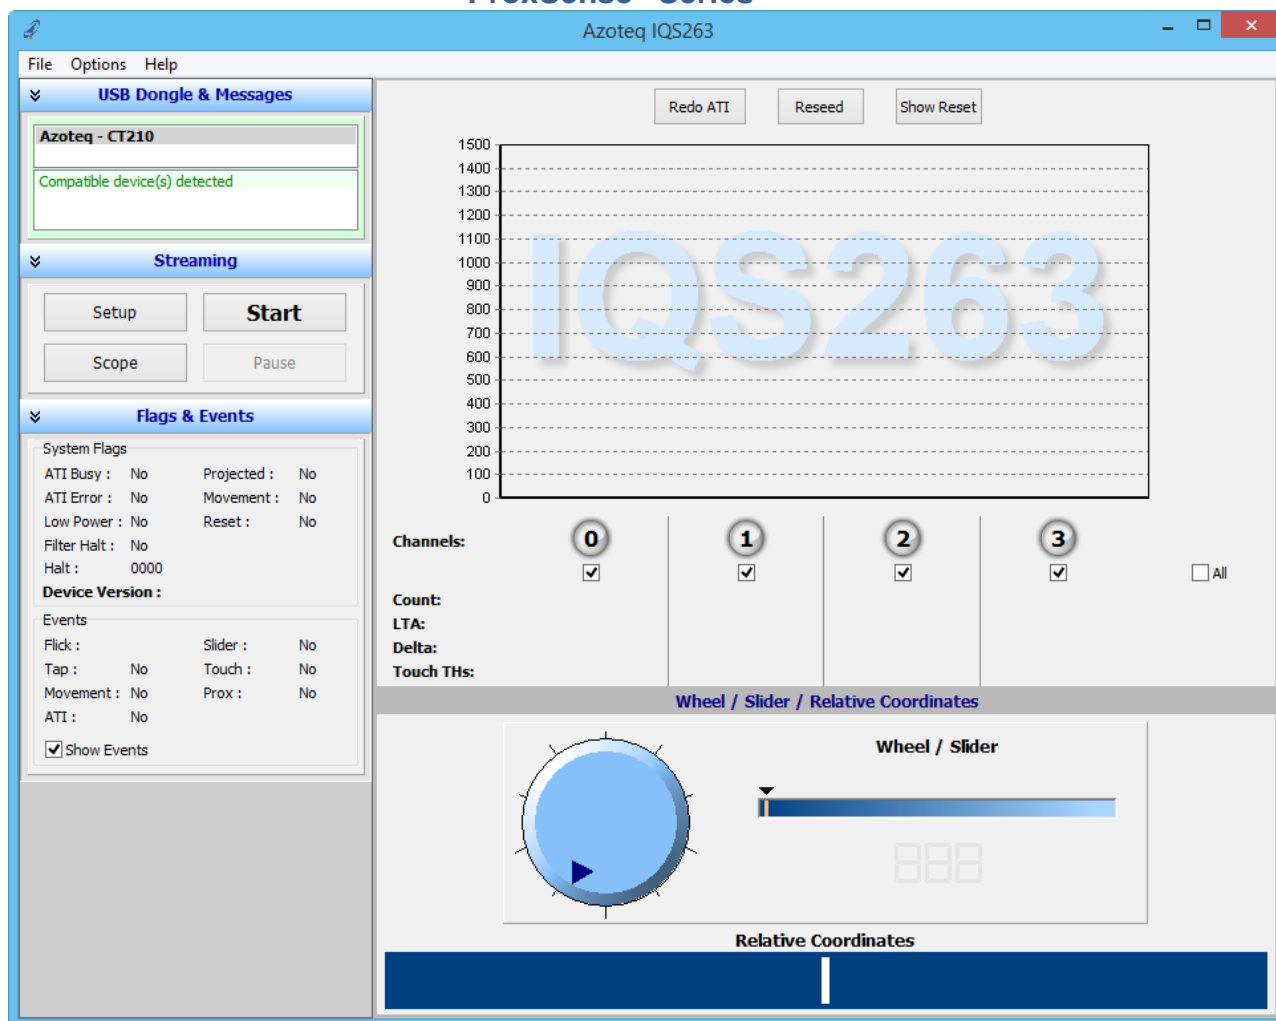 ProxSense® Series
Azoteq IQS263
File Options Help
USB Dongle & Messages
Azoteq - CT210
Compatible device(s) detected
Streaming
Setup Start
Scope Pause
Flags & Events
System Flags
ATI Busy : No Projected : No
ATI Error : No Movement : No
Low Power : No Reset : No
Filter Halt : No
Halt : 0000
Device Version :
Events
Flick : Slider : No
Tap : No Touch : No
Movement : No Prox : No
ATI : No
Show Events
Redo ATI Reseed Show Reset
1500
1400
1300
1200
1100
1000
900
800
700
600
500
400
300
200
100
0
IQS263
Channels: 0 1 2 3
All
Count:
LTA:
Delta:
Touch THs:
Wheel / Slider / Relative Coordinates
Wheel / Slider
888
Relative Coordinates